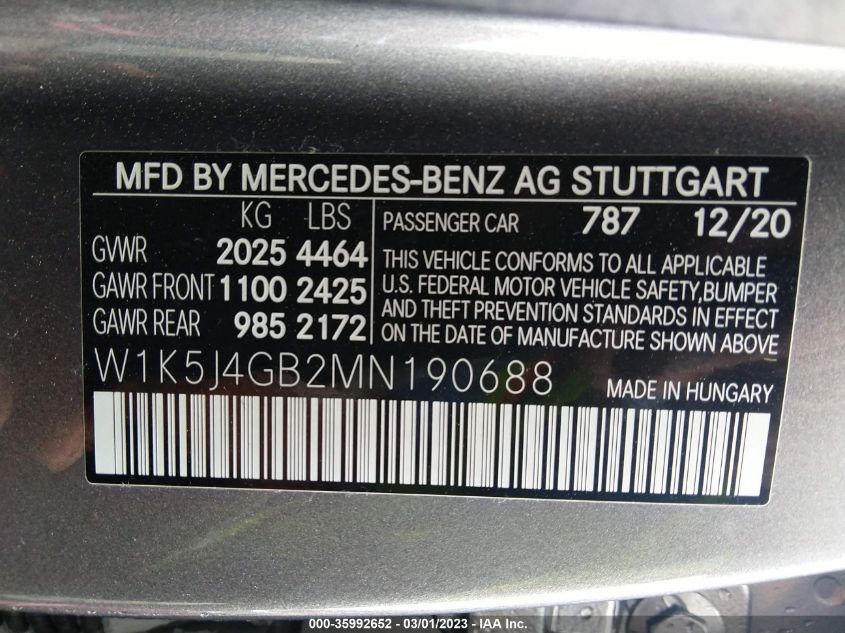 MFD BY MERCEDES-BENZ AG STUTTGART
KG LBS
GVWR 2025 4464
GAWR FRONT 1100 2425
GAWR REAR 985 2172
PASSENGER CAR 787 12/20
THIS VEHICLE CONFORMS TO ALL APPLICABLE
U.S. FEDERAL MOTOR VEHICLE SAFETY,BUMPER
AND THEFT PREVENTION STANDARDS IN EFFECT
ON THE DATE OF MANUFACTURE SHOWN ABOVE
W1K5J4GB2MN190688
MADE IN HUNGARY
000-35992652 / 03/01/2023 - IAA Inc.